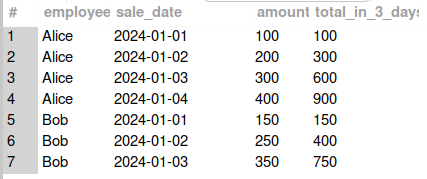 # employee sale_date amount total_in_3_days
1 Alice 2024-01-01 100 100
2 Alice 2024-01-02 200 300
3 Alice 2024-01-03 300 600
4 Alice 2024-01-04 400 900
5 Bob 2024-01-01 150 150
6 Bob 2024-01-02 250 400
7 Bob 2024-01-03 350 750